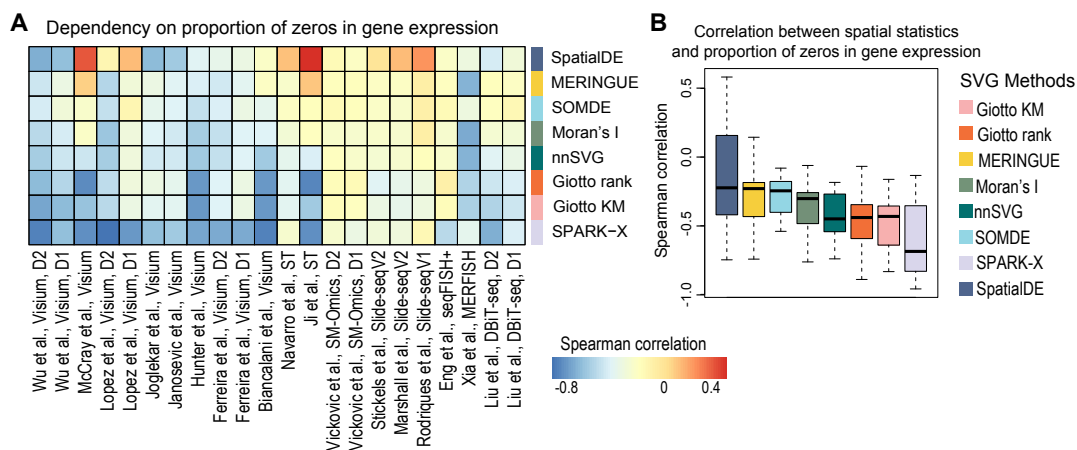 A
Dependency on proportion of zeros in gene expression
SpatialDE
MERINGUE
SOMDE
Moran's I
nnSVG
Giotto rank
Giotto KM
SPARK−X
Wu et al., Visium, D2
Wu et al., Visium, D1
McCray et al., Visium
Lopez et al., Visium, D2
Lopez et al., Visium, D1
Joglekar et al., Visium
Janosevic et al., Visium
Hunter et al., Visium
Ferreira et al., Visium, D2
Ferreira et al., Visium, D1
Biancalani et al., Visium
Navarro et al., ST
Ji et al., ST
Vickovic et al., SM-Omics, D2
Vickovic et al., SM-Omics, D1
Stickels et al., Slide-seqV2
Marshall et al., Slide-seqV2
Rodriques et al., Slide-seqV1
Eng et al., seqFISH+
Xia et al., MERFISH
Liu et al., DBiT-seq, D2
Liu et al., DBiT-seq, D1
Spearman correlation
-0.8 0 0.4
B
Correlation between spatial statistics
and proportion of zeros in gene expression
Spearman correlation
0.5
0.0
-0.5
-1.0
SVG Methods
Giotto KM
Giotto rank
MERINGUE
Moran's I
nnSVG
SOMDE
SPARK-X
SpatialDE